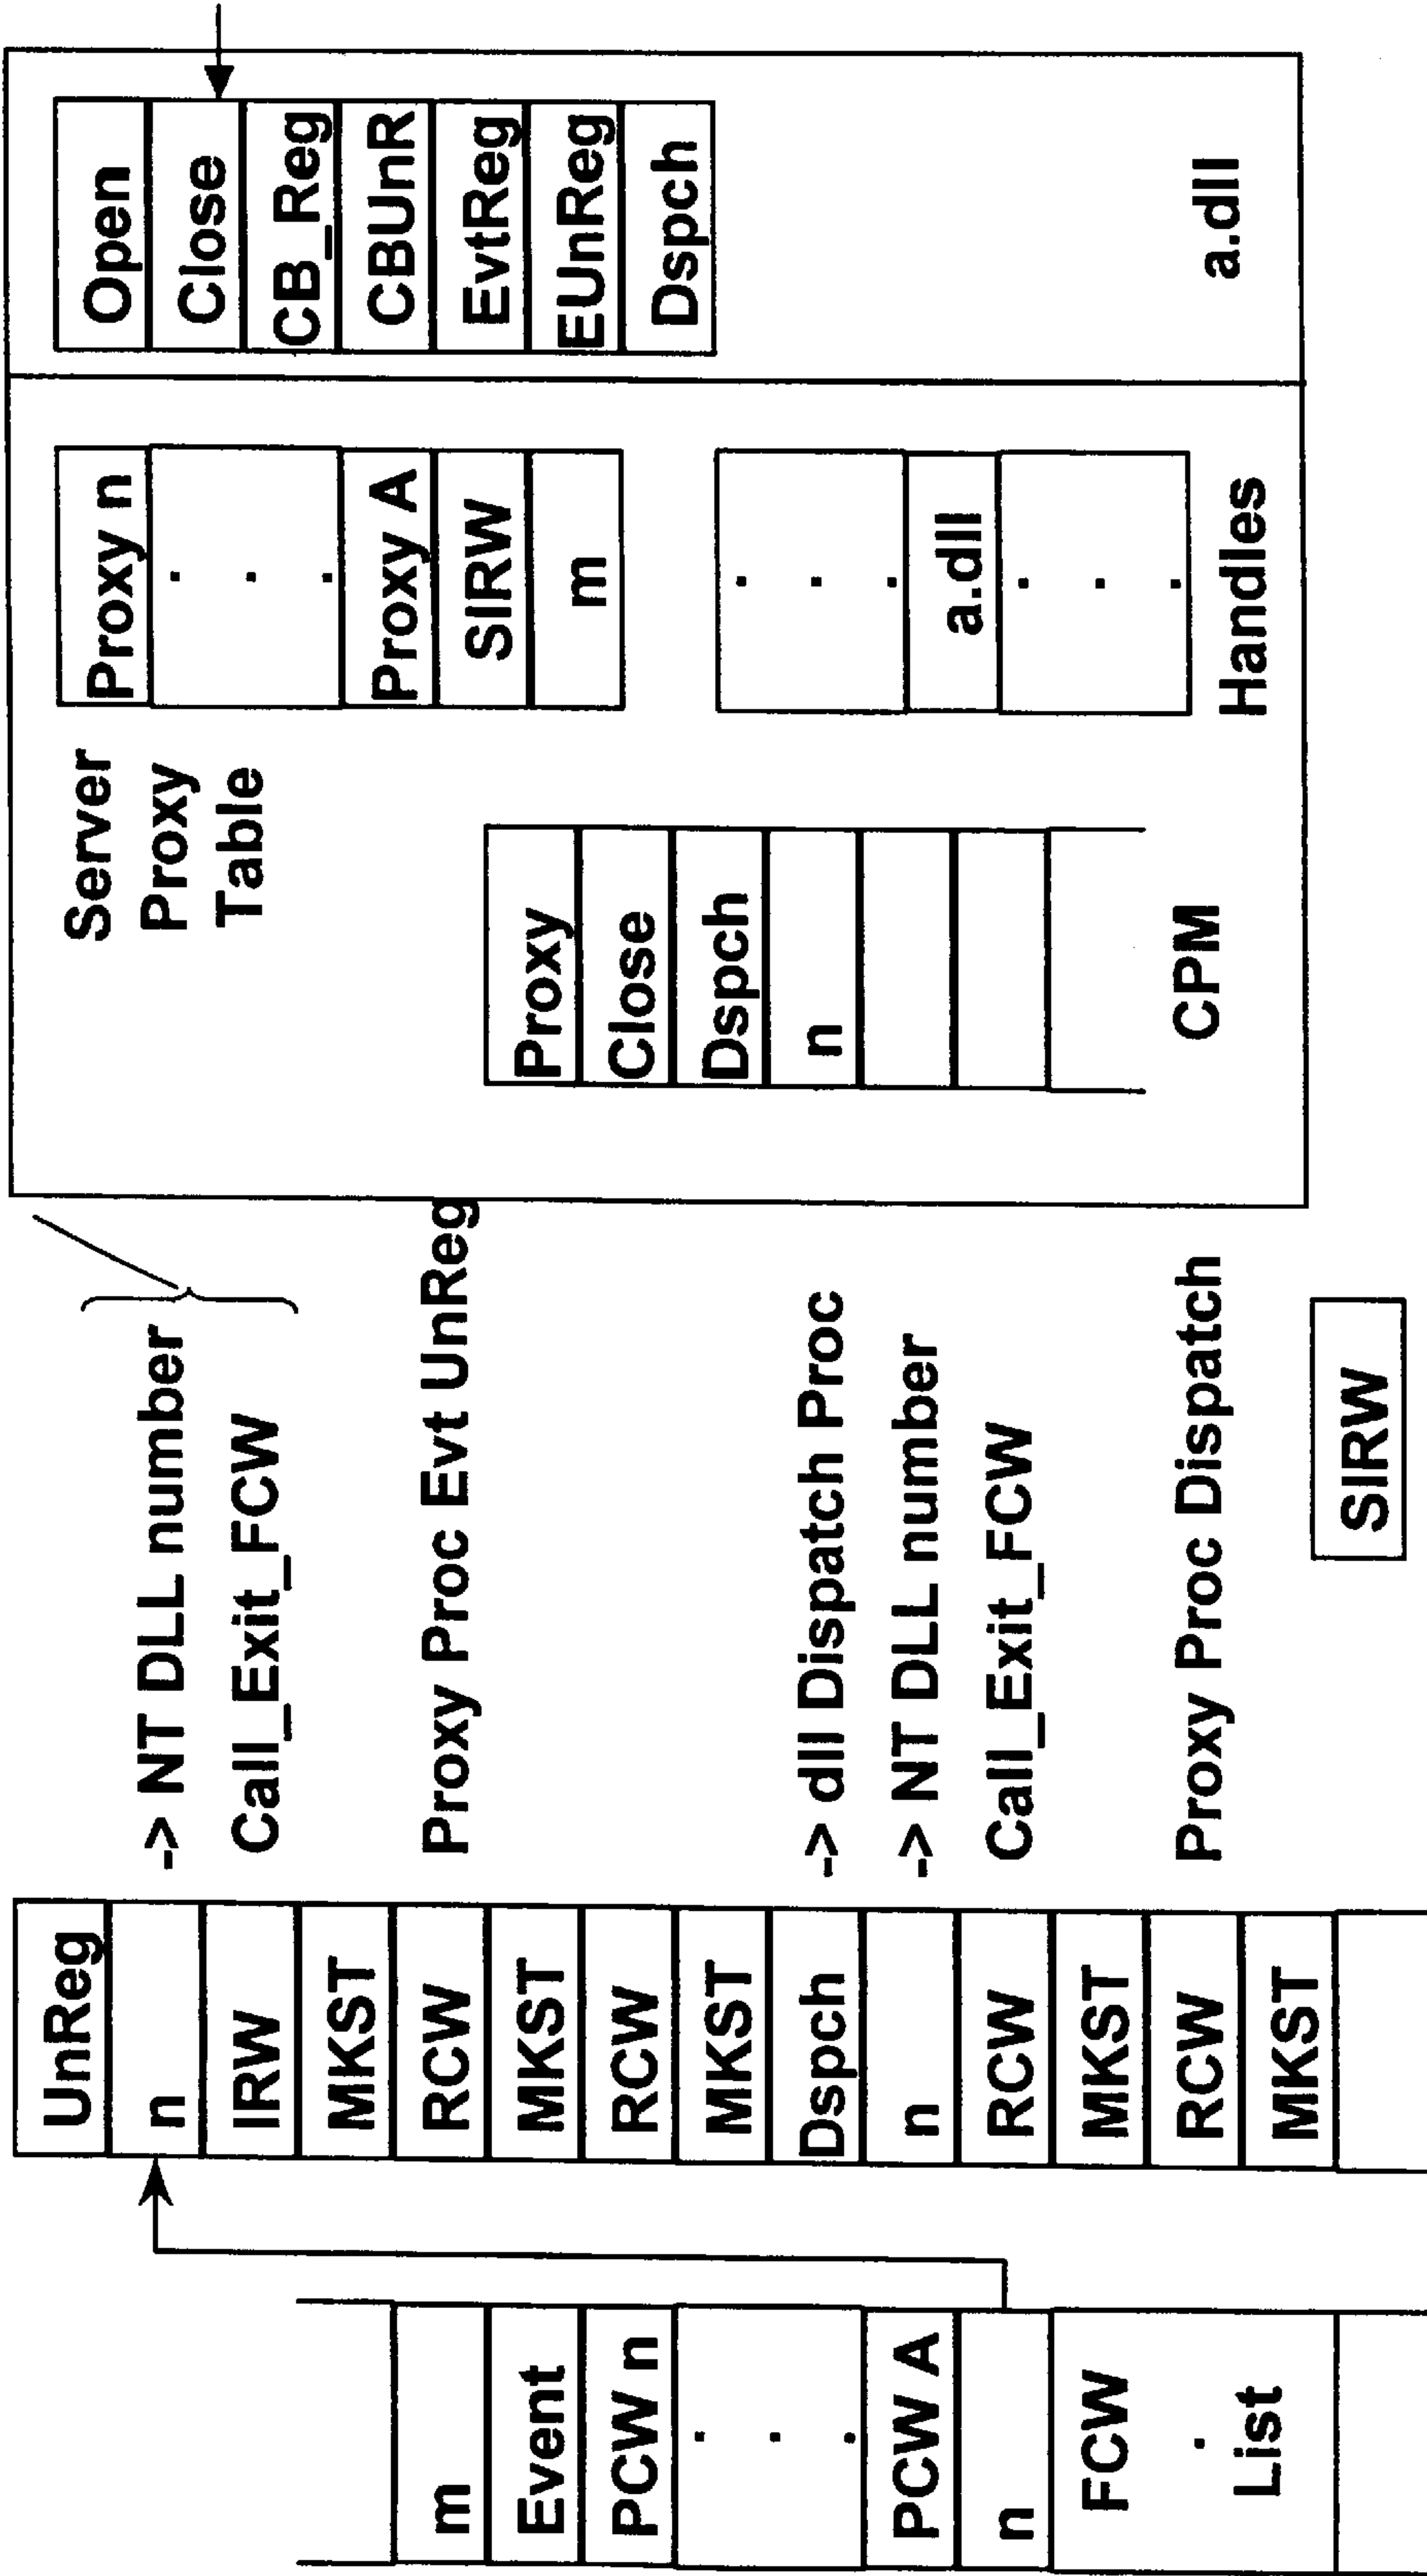 m
Event
PCW n
.
.
.
PCW A
n
FCW
.
List
UnReg
n
IRW
MKST
RCW
MKST
RCW
MKST
Dspch
n
RCW
MKST
RCW
MKST
-> NT DLL number
Call_Exit_FCW
Proxy Proc Evt UnReg
-> dll Dispatch Proc
-> NT DLL number
Call_Exit_FCW
Proxy Proc Dispatch
SIRW
Server
Proxy
Table
Proxy
Close
Dspch
n
CPM
Proxy n
.
.
.
Proxy A
SIRW
m
.
.
.
a.dll
.
.
.
Handles
Open
Close
CB_Reg
CBUnR
EvtReg
EUnReg
Dspch
a.dll